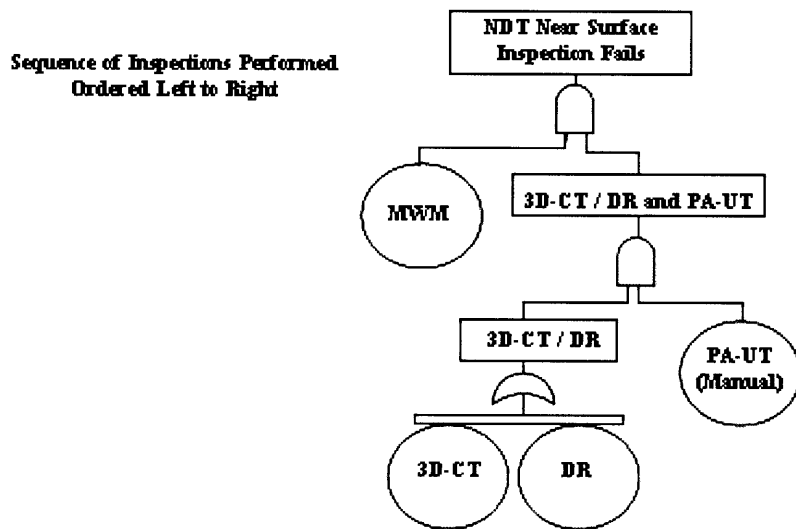 NDT Near Surface
Inspection Fails
Sequence of Inspections Performed
Ordered Left to Right
MWM
3D-CT / DR and PA-UT
3D-CT / DR
PA-UT
(Manual)
3D-CT
DR